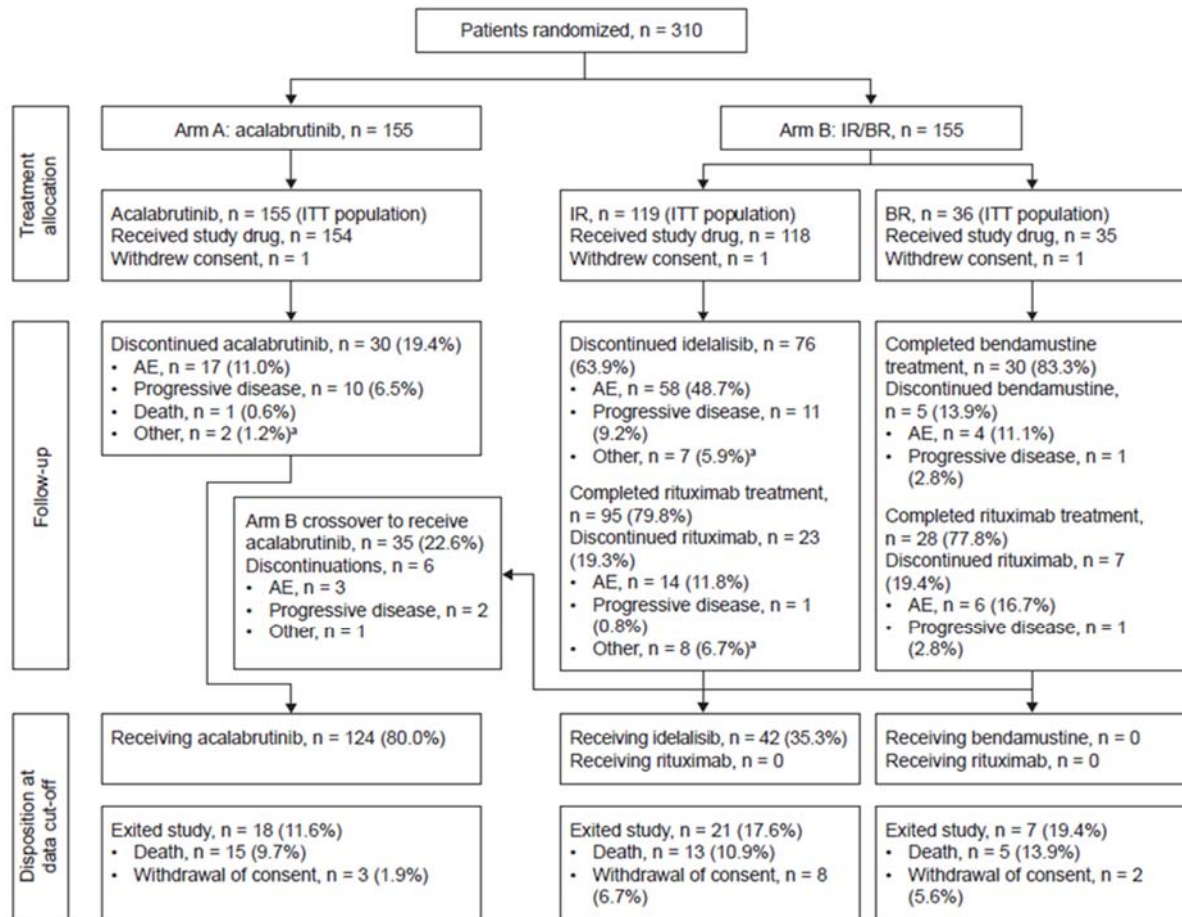 Patients randomized, n = 310
Treatment
allocation
Arm A: acalabrutinib, n = 155
Arm B: IR/BR, n = 155
Acalabrutinib, n = 155 (ITT population)
Received study drug, n = 154
Withdrew consent, n = 1
IR, n = 119 (ITT population)
Received study drug, n = 118
Withdrew consent, n = 1
BR, n = 36 (ITT population)
Received study drug, n = 35
Withdrew consent, n = 1
Follow-up
Discontinued acalabrutinib, n = 30 (19.4%)
• AE, n = 17 (11.0%)
• Progressive disease, n = 10 (6.5%)
• Death, n = 1 (0.6%)
• Other, n = 2 (1.2%)ª
Arm B crossover to receive
acalabrutinib, n = 35 (22.6%)
Discontinuations, n = 6
• AE, n = 3
• Progressive disease, n = 2
• Other, n = 1
Discontinued idelalisib, n = 76
(63.9%)
• AE, n = 58 (48.7%)
• Progressive disease, n = 11
(9.2%)
• Other, n = 7 (5.9%)ª
Completed rituximab treatment,
n = 95 (79.8%)
Discontinued rituximab, n = 23
(19.3%)
• AE, n = 14 (11.8%)
• Progressive disease, n = 1
(0.8%)
• Other, n = 8 (6.7%)ª
Completed bendamustine
treatment, n = 30 (83.3%)
Discontinued bendamustine,
n = 5 (13.9%)
• AE, n = 4 (11.1%)
• Progressive disease, n = 1
(2.8%)
Completed rituximab treatment,
n = 28 (77.8%)
Discontinued rituximab, n = 7
(19.4%)
• AE, n = 6 (16.7%)
• Progressive disease, n = 1
(2.8%)
Disposition at
data cut-off
Receiving acalabrutinib, n = 124 (80.0%)
Receiving idelalisib, n = 42 (35.3%)
Receiving rituximab, n = 0
Receiving bendamustine, n = 0
Receiving rituximab, n = 0
Exited study, n = 18 (11.6%)
• Death, n = 15 (9.7%)
• Withdrawal of consent, n = 3 (1.9%)
Exited study, n = 21 (17.6%)
• Death, n = 13 (10.9%)
• Withdrawal of consent, n = 8
(6.7%)
Exited study, n = 7 (19.4%)
• Death, n = 5 (13.9%)
• Withdrawal of consent, n = 2
(5.6%)